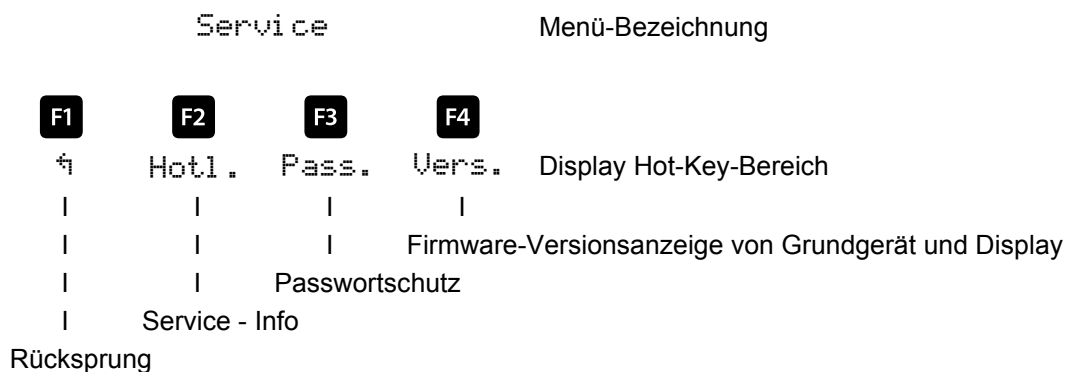 Service Menü-Bezeichnung
F1 F2 F3 F4
↰ Hotl. Pass. Vers. Display Hot-Key-Bereich
I I I I
I I I Firmware-Versionsanzeige von Grundgerät und Display
I I Passwortschutz
I Service - Info
Rücksprung